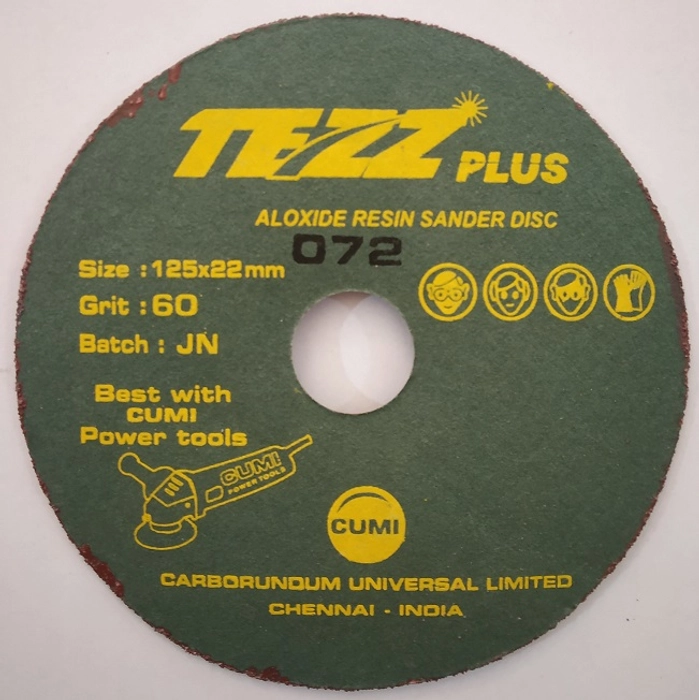 TEZZ PLUS
ALOXIDE RESIN SANDER DISC
072
Size : 125x22mm
Grit : 60
Batch : JN
Best with
CUMI
Power tools
CUMI
POWER TOOLS
CUMI
CARBORUNDUM UNIVERSAL LIMITED
CHENNAI - INDIA